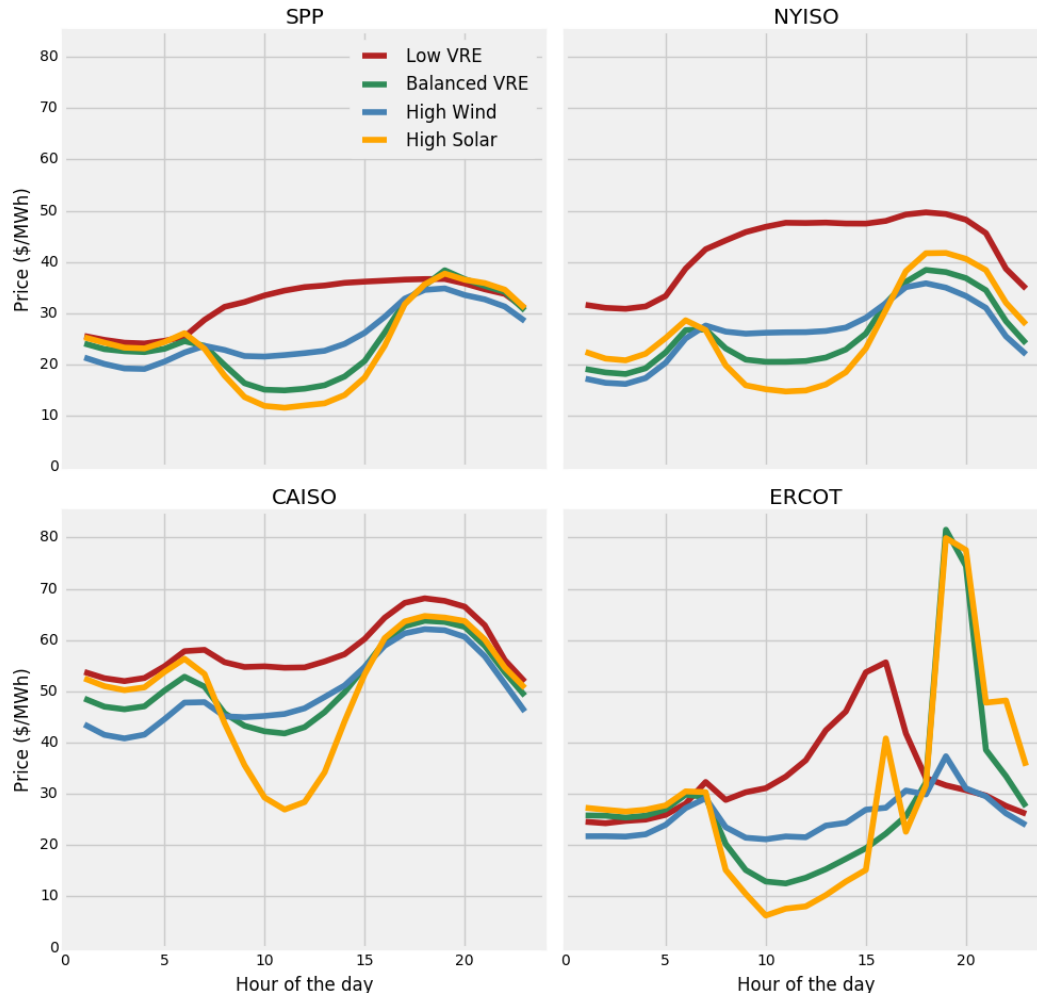 SPP
NYISO
80
70
60
50
40
30
20
10
0
Price ($/MWh)
Low VRE
Balanced VRE
High Wind
High Solar
CAISO
ERCOT
80
70
60
50
40
30
20
10
0
Price ($/MWh)
0 5 10 15 20
0 5 10 15 20
Hour of the day
Hour of the day